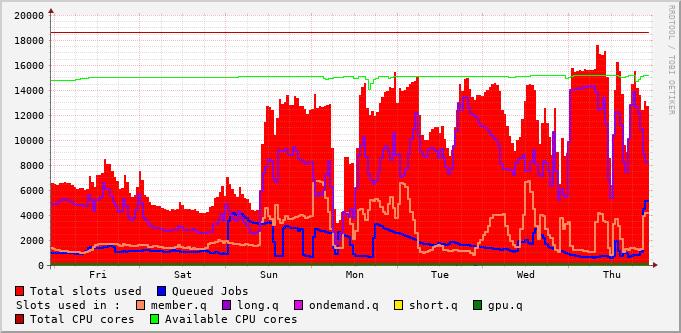 20000
18000
16000
14000
12000
10000
8000
6000
4000
2000
0
Fri Sat Sun Mon Tue Wed Thu
RRDTOOL / TOBI OETIKER
Total slots used Queued Jobs
Slots used in : member.q long.q ondemand.q short.q gpu.q
Total CPU cores Available CPU cores